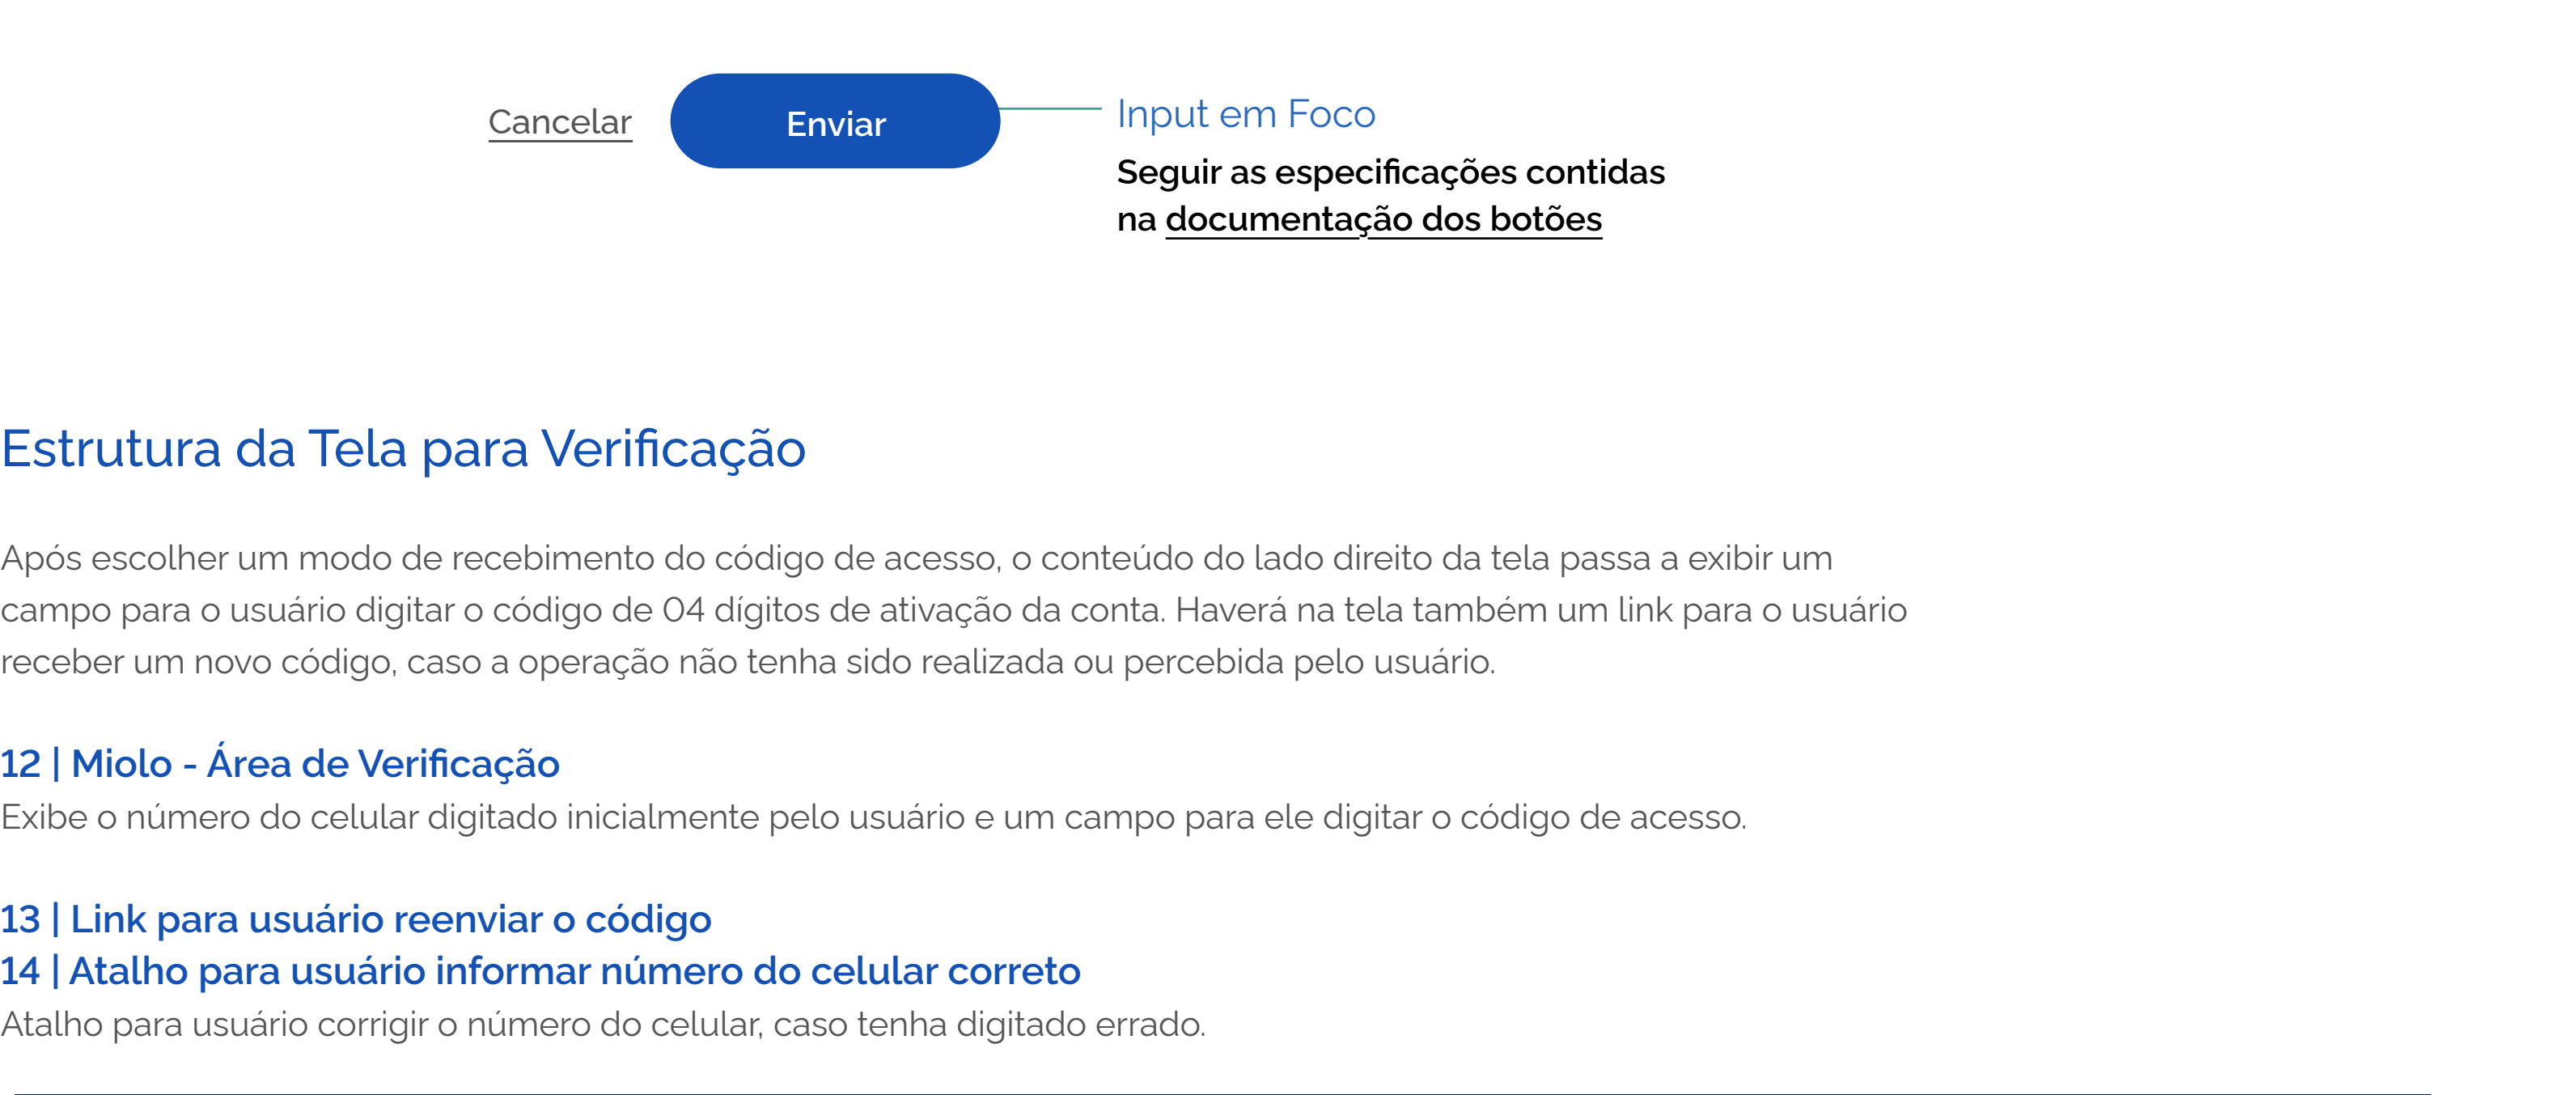 Cancelar
Enviar
Input em Foco
Seguir as especificações contidas
na documentação dos botões
Estrutura da Tela para Verificação
Após escolher um modo de recebimento do código de acesso, o conteúdo do lado direito da tela passa a exibir um
campo para o usuário digitar o código de 04 dígitos de ativação da conta. Haverá na tela também um link para o usuário
receber um novo código, caso a operação não tenha sido realizada ou percebida pelo usuário.
12 | Miolo - Área de Verificação
Exibe o número do celular digitado inicialmente pelo usuário e um campo para ele digitar o código de acesso.
13 | Link para usuário reenviar o código
14 | Atalho para usuário informar número do celular correto
Atalho para usuário corrigir o número do celular, caso tenha digitado errado.